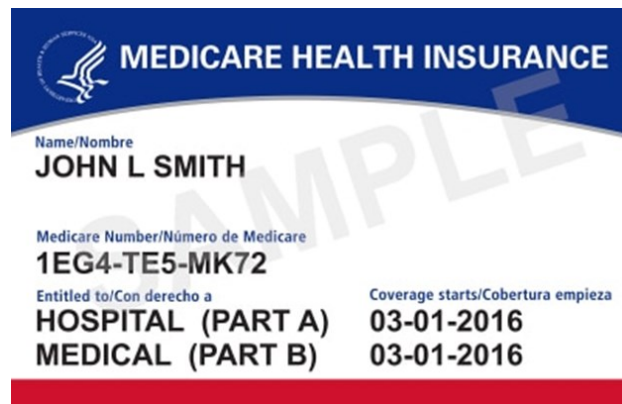 MEDICARE HEALTH INSURANCE
Name/Nombre
JOHN L SMITH
Medicare Number/Número de Medicare
1EG4-TE5-MK72
Entitled to/Con derecho a Coverage starts/Cobertura empieza
HOSPITAL (PART A) 03-01-2016
MEDICAL (PART B) 03-01-2016
SAMPLE